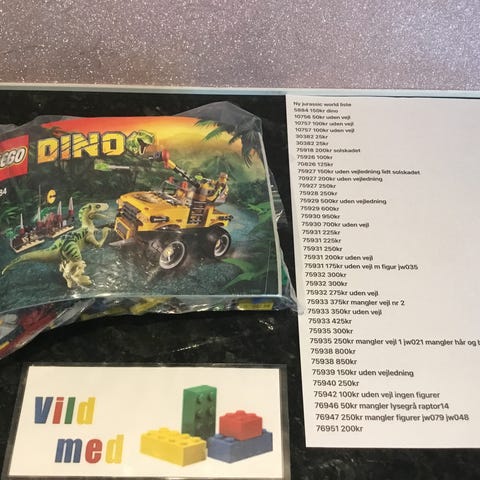 LEGO
DINO
84
Vild
med
Ny jurassic world liste
5884 150kr dino
10756 50kr uden vejl
10757 100kr uden vejl
10757 100kr uden vejl
30382 25kr
30382 25kr
75918 200kr solskadet
75926 100kr
70826 125kr
75927 150kr uden vejledning lidt solskadet
70927 200kr uden vejledning
75927 250kr
75928 250kr
75929 500kr uden vejledning
75929 600kr
75930 950kr
75930 700kr uden vejl
75931 225kr
75931 225kr
75931 250kr
75931 200kr uden vejl
75931 175kr uden vejl m figur jw035
75932 300kr
75932 300kr
75932 275kr uden vejl
75933 375kr mangler vejl nr 2
75933 350kr uden vejl
75933 425kr
75935 300kr
75935 250kr mangler vejl 1 jw021 mangler hår og
75938 800kr
75938 850kr
75939 150kr uden vejledning
75940 250kr
75942 100kr uden vejl ingen figurer
76946 50kr mangler lysegrå raptor14
76947 250kr mangler figurer jw079 jw048
76951 200kr